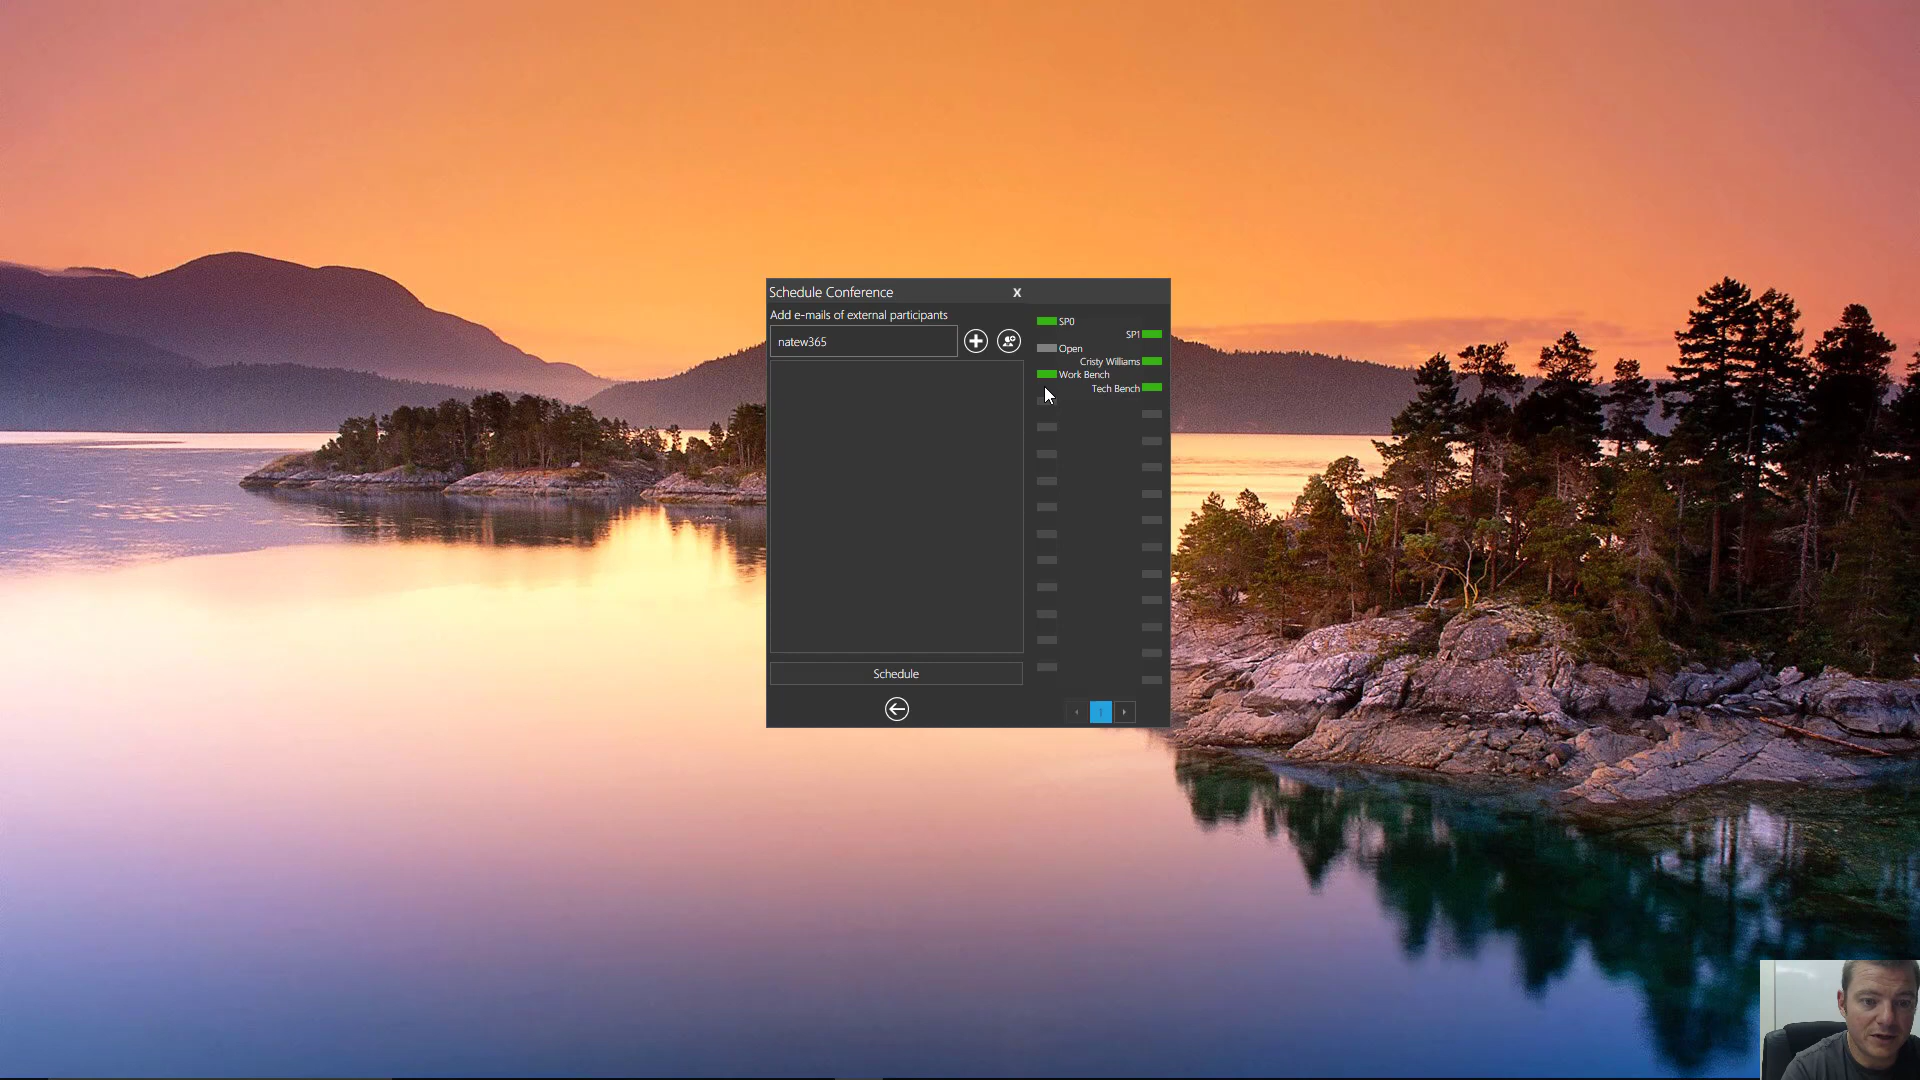 Schedule Conference X
Add e-mails of external participants
natew365
Schedule
SP0
SP1
Open
Cristy Williams
Work Bench
Tech Bench
1